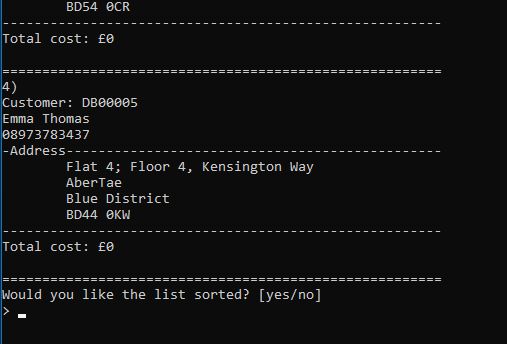 BD54 0CR
-------------------------------------------------------
Total cost: £0
=======================================================
4)
Customer: DB00005
Emma Thomas
08973783437
-Address-----------------------------------------------
Flat 4; Floor 4, Kensington Way
AberTae
Blue District
BD44 0KW
-------------------------------------------------------
Total cost: £0
=======================================================
Would you like the list sorted? [yes/no]
> _